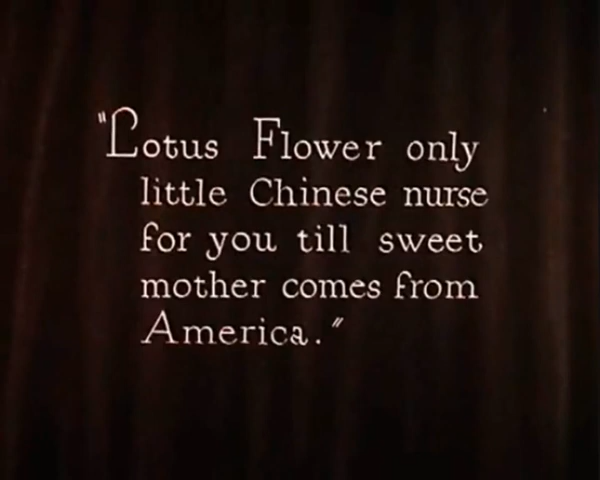 "Lotus Flower only
little Chinese nurse
for you till sweet
mother comes from
America."